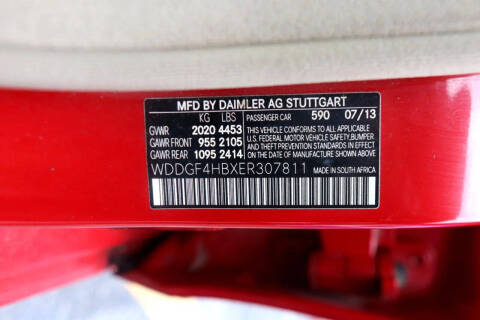 MFD BY DAIMLER AG STUTTGART
KG LBS PASSENGER CAR 590 07/13
GVWR 2020 4453 THIS VEHICLE CONFORMS TO ALL APPLICABLE
GAWR FRONT 955 2105 U.S. FEDERAL MOTOR VEHICLE SAFETY,BUMPER
GAWR REAR 1095 2414 AND THEFT PREVENTION STANDARDS IN EFFECT ON THE DATE OF MANUFACTURE SHOWN ABOVE.
WDDGF4HBXER307811 MADE IN SOUTH AFRICA